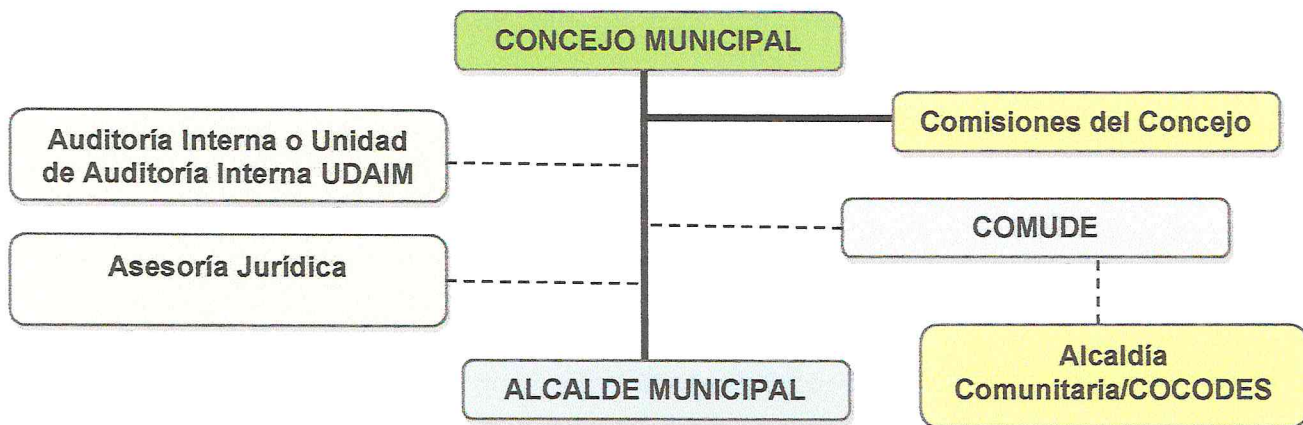 CONCEJO MUNICIPAL
Comisiones del Concejo
Auditoría Interna o Unidad
de Auditoría Interna UDAIM
COMUDE
Asesoría Jurídica
Alcaldía
Comunitaria/COCODES
ALCALDE MUNICIPAL